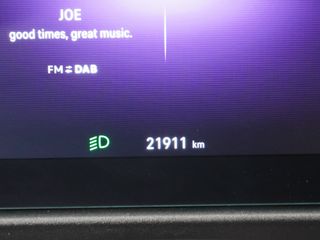 JOE
good times, great music.
FM DAB
21911 km